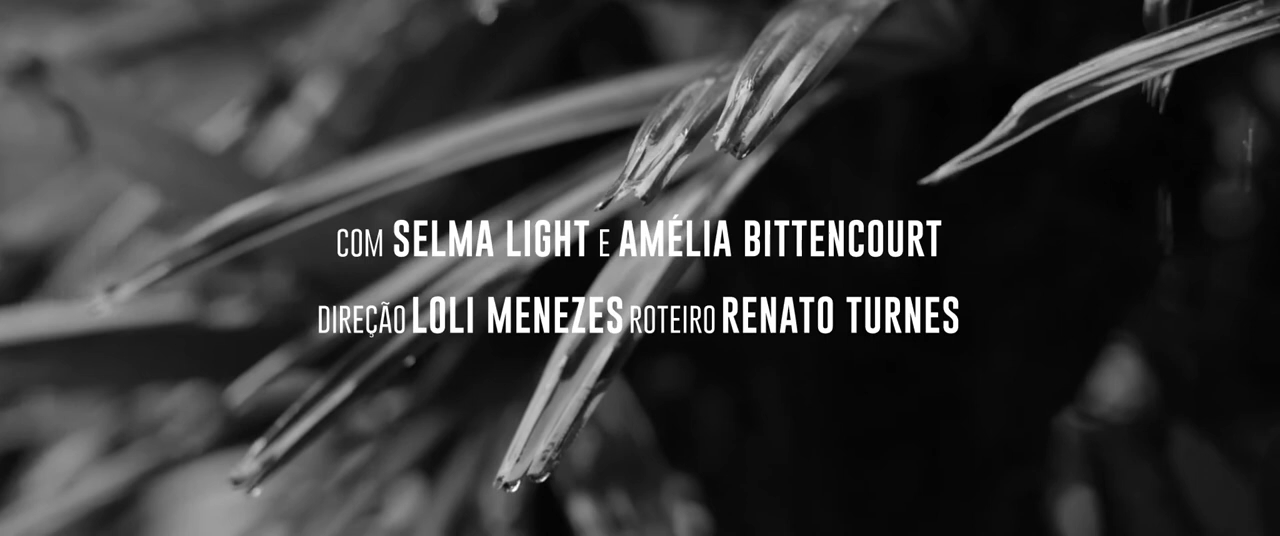 COM SELMA LIGHT E AMÉLIA BITTENCOURT
DIREÇÃO LOLI MENEZES ROTEIRO RENATO TURNES